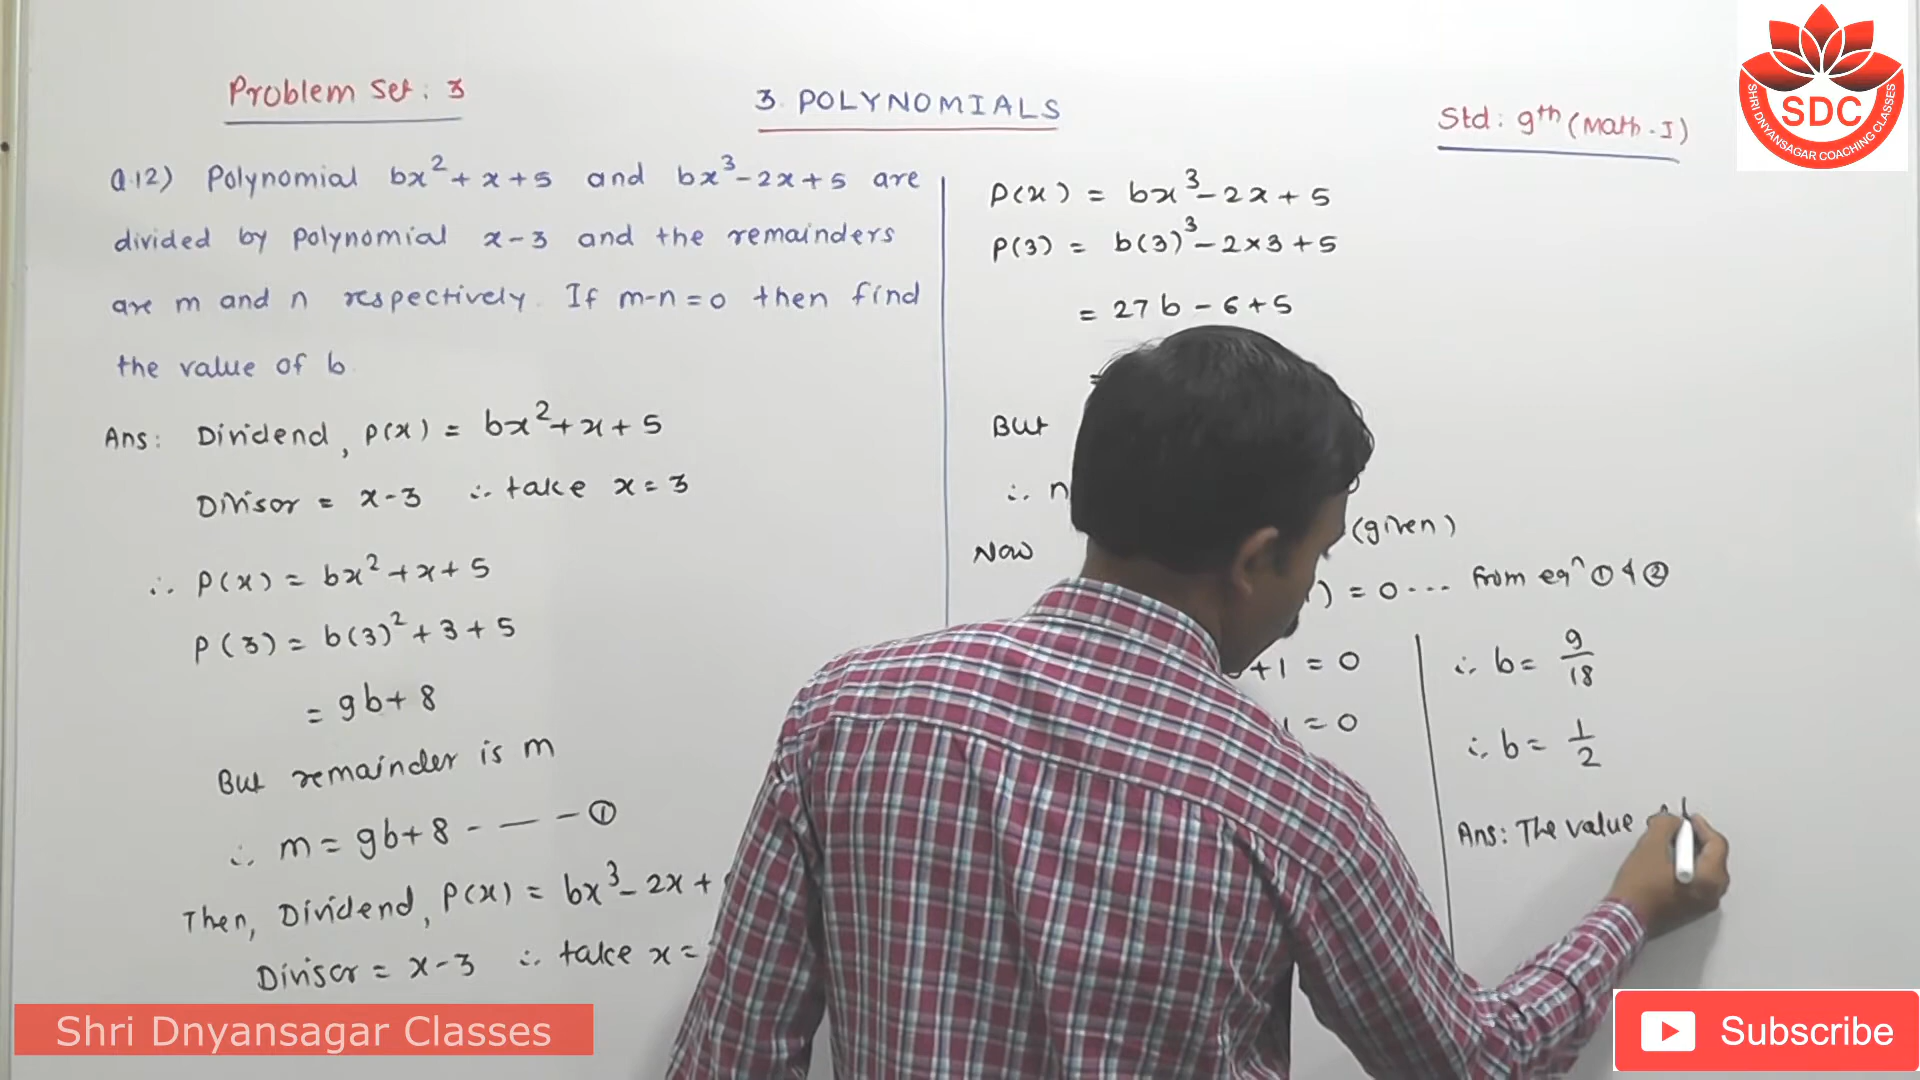 Problem Set: 3
3. POLYNOMIALS
Std: 9th (Math-I)
SDC
SHRI DNYANSAGAR COACHING CLASSES
Q.12) Polynomial bx² + x + 5 and bx³ - 2x + 5 are
divided by polynomial x - 3 and the remainders
are m and n respectively. If m-n = 0 then find
the value of b
Ans: Dividend, P(x) = bx² + x + 5
Divisor = x - 3 ∴ take x = 3
∴ P(x) = bx² + x + 5
P(3) = b(3)² + 3 + 5
= 9b + 8
But remainder is m
∴ m = 9b + 8 - — - ①
Then, Dividend, P(x) = bx³ - 2x +
Divisor = x - 3 ∴ take x =
P(x) = bx³ - 2x + 5
P(3) = b(3)³ - 2×3 + 5
= 27b - 6 + 5
=
But
∴ n
Now (given)
) = 0 --- from eqⁿ ① & ②
+1 = 0
= 0
∴ b = 9/18
∴ b = 1/2
Ans: The value
Shri Dnyansagar Classes
Subscribe